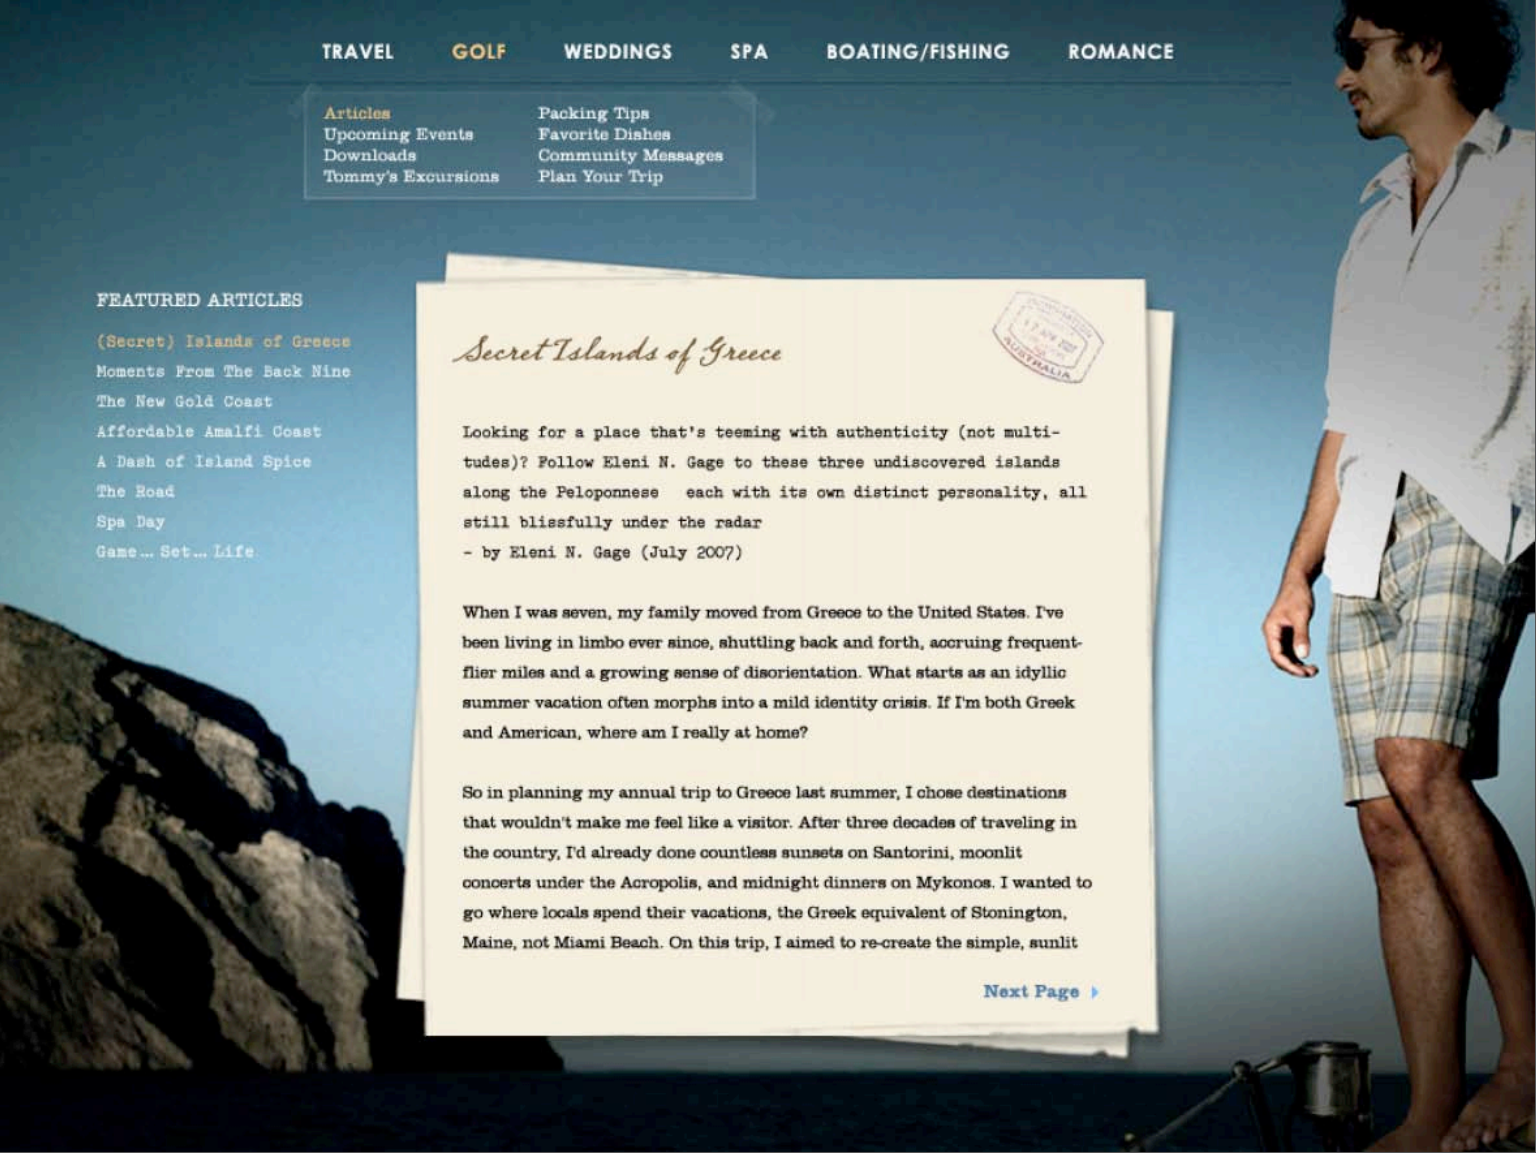 TRAVEL GOLF WEDDINGS SPA BOATING/FISHING ROMANCE
Articles
Upcoming Events
Downloads
Tommy's Excursions
Packing Tips
Favorite Dishes
Community Messages
Plan Your Trip
FEATURED ARTICLES
(Secret) Islands of Greece
Moments From The Back Nine
The New Gold Coast
Affordable Amalfi Coast
A Dash of Island Spice
The Road
Spa Day
Game... Set... Life
Secret Islands of Greece
AUSTRALIA
Looking for a place that's teeming with authenticity (not multi-
tudes)? Follow Eleni N. Gage to these three undiscovered islands
along the Peloponnese each with its own distinct personality, all
still blissfully under the radar
- by Eleni N. Gage (July 2007)
When I was seven, my family moved from Greece to the United States. I've
been living in limbo ever since, shuttling back and forth, accruing frequent-
flier miles and a growing sense of disorientation. What starts as an idyllic
summer vacation often morphs into a mild identity crisis. If I'm both Greek
and American, where am I really at home?
So in planning my annual trip to Greece last summer, I chose destinations
that wouldn't make me feel like a visitor. After three decades of traveling in
the country, I'd already done countless sunsets on Santorini, moonlit
concerts under the Acropolis, and midnight dinners on Mykonos. I wanted to
go where locals spend their vacations, the Greek equivalent of Stonington,
Maine, not Miami Beach. On this trip, I aimed to re-create the simple, sunlit
Next Page